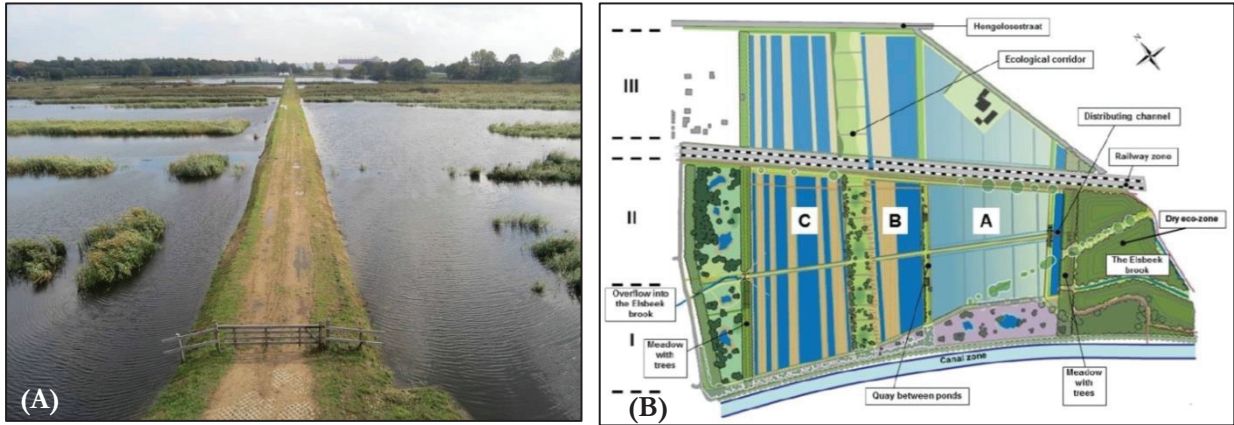 (A)
(B)
Hengelosestraat
Ecological corridor
III
Distributing channel
Railway zone
II
C
B
A
Dry eco-zone
The Elsbeek
brook
Overflow into
the Elsbeek
brook
I
Meadow
with
trees
Canal zone
Quay between ponds
Meadow
with
trees